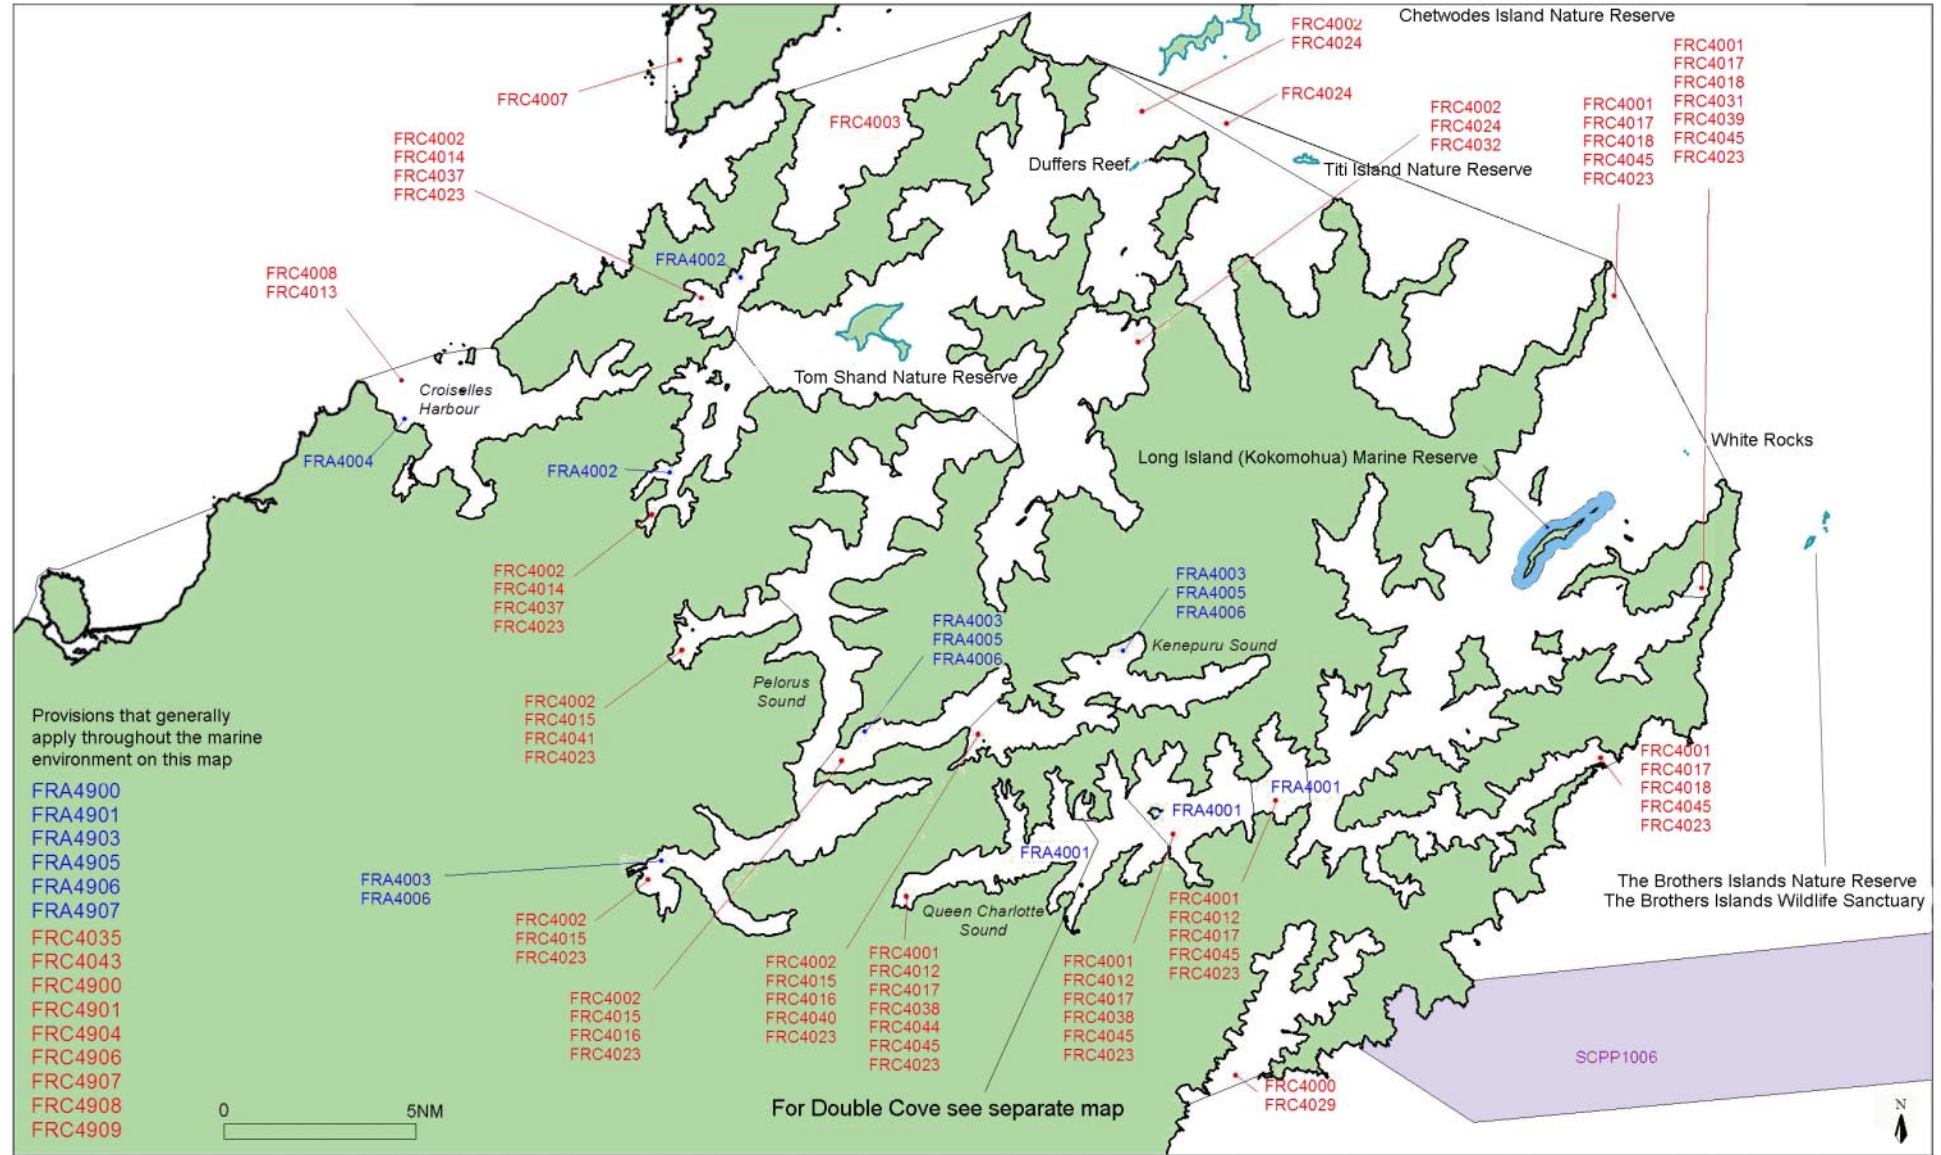 Chetwodes Island Nature Reserve
FRC4002
FRC4024
FRC4001
FRC4017
FRC4018
FRC4031
FRC4039
FRC4045
FRC4023
FRC4007
FRC4024
FRC4003
FRC4002
FRC4024
FRC4032
FRC4001
FRC4017
FRC4018
FRC4045
FRC4023
FRC4002
FRC4014
FRC4037
FRC4023
Duffers Reef
Titi Island Nature Reserve
FRA4002
FRC4008
FRC4013
Tom Shand Nature Reserve
Croiselles
Harbour
White Rocks
Long Island (Kokomohua) Marine Reserve
FRA4004
FRA4002
FRC4002
FRC4014
FRC4037
FRC4023
FRA4003
FRA4005
FRA4006
FRA4003
FRA4005
FRA4006
Kenepuru Sound
Pelorus
Sound
FRC4002
FRC4015
FRC4041
FRC4023
Provisions that generally
apply throughout the marine
environment on this map
FRA4900
FRA4901
FRA4903
FRA4905
FRA4906
FRA4907
FRC4035
FRC4043
FRC4900
FRC4901
FRC4904
FRC4906
FRC4907
FRC4908
FRC4909
FRC4001
FRC4017
FRC4018
FRC4045
FRC4023
FRA4001
FRA4001
FRA4001
FRA4003
FRA4006
The Brothers Islands Nature Reserve
The Brothers Islands Wildlife Sanctuary
Queen Charlotte
Sound
FRC4002
FRC4015
FRC4023
FRC4002
FRC4015
FRC4016
FRC4023
FRC4002
FRC4015
FRC4016
FRC4040
FRC4023
FRC4001
FRC4012
FRC4017
FRC4038
FRC4044
FRC4045
FRC4023
FRC4001
FRC4012
FRC4017
FRC4038
FRC4045
FRC4023
FRC4001
FRC4012
FRC4017
FRC4045
FRC4023
SCPP1006
FRC4000
FRC4029
0 5NM
For Double Cove see separate map
N